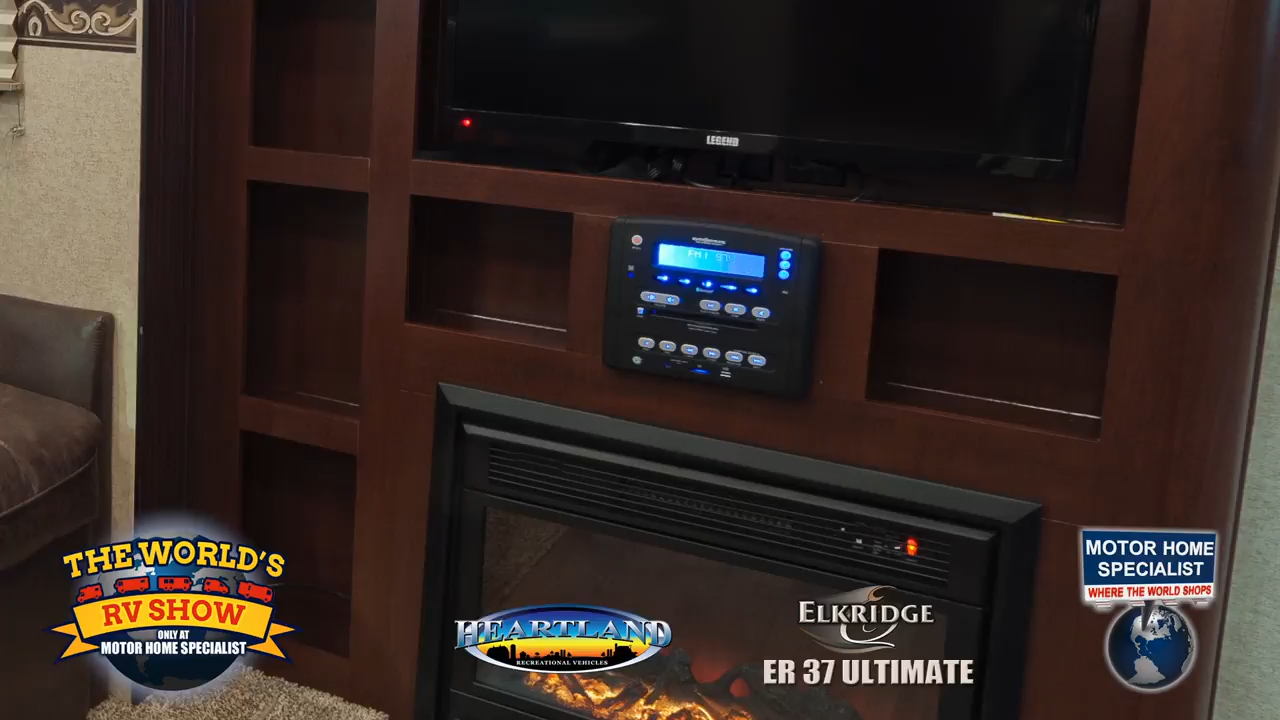 LEGEND
FM1 97
THE WORLD'S
RV SHOW
ONLY AT
MOTOR HOME SPECIALIST
HEARTLAND
RECREATIONAL VEHICLES
ELKRIDGE
ER 37 ULTIMATE
MOTOR HOME
SPECIALIST
WHERE THE WORLD SHOPS